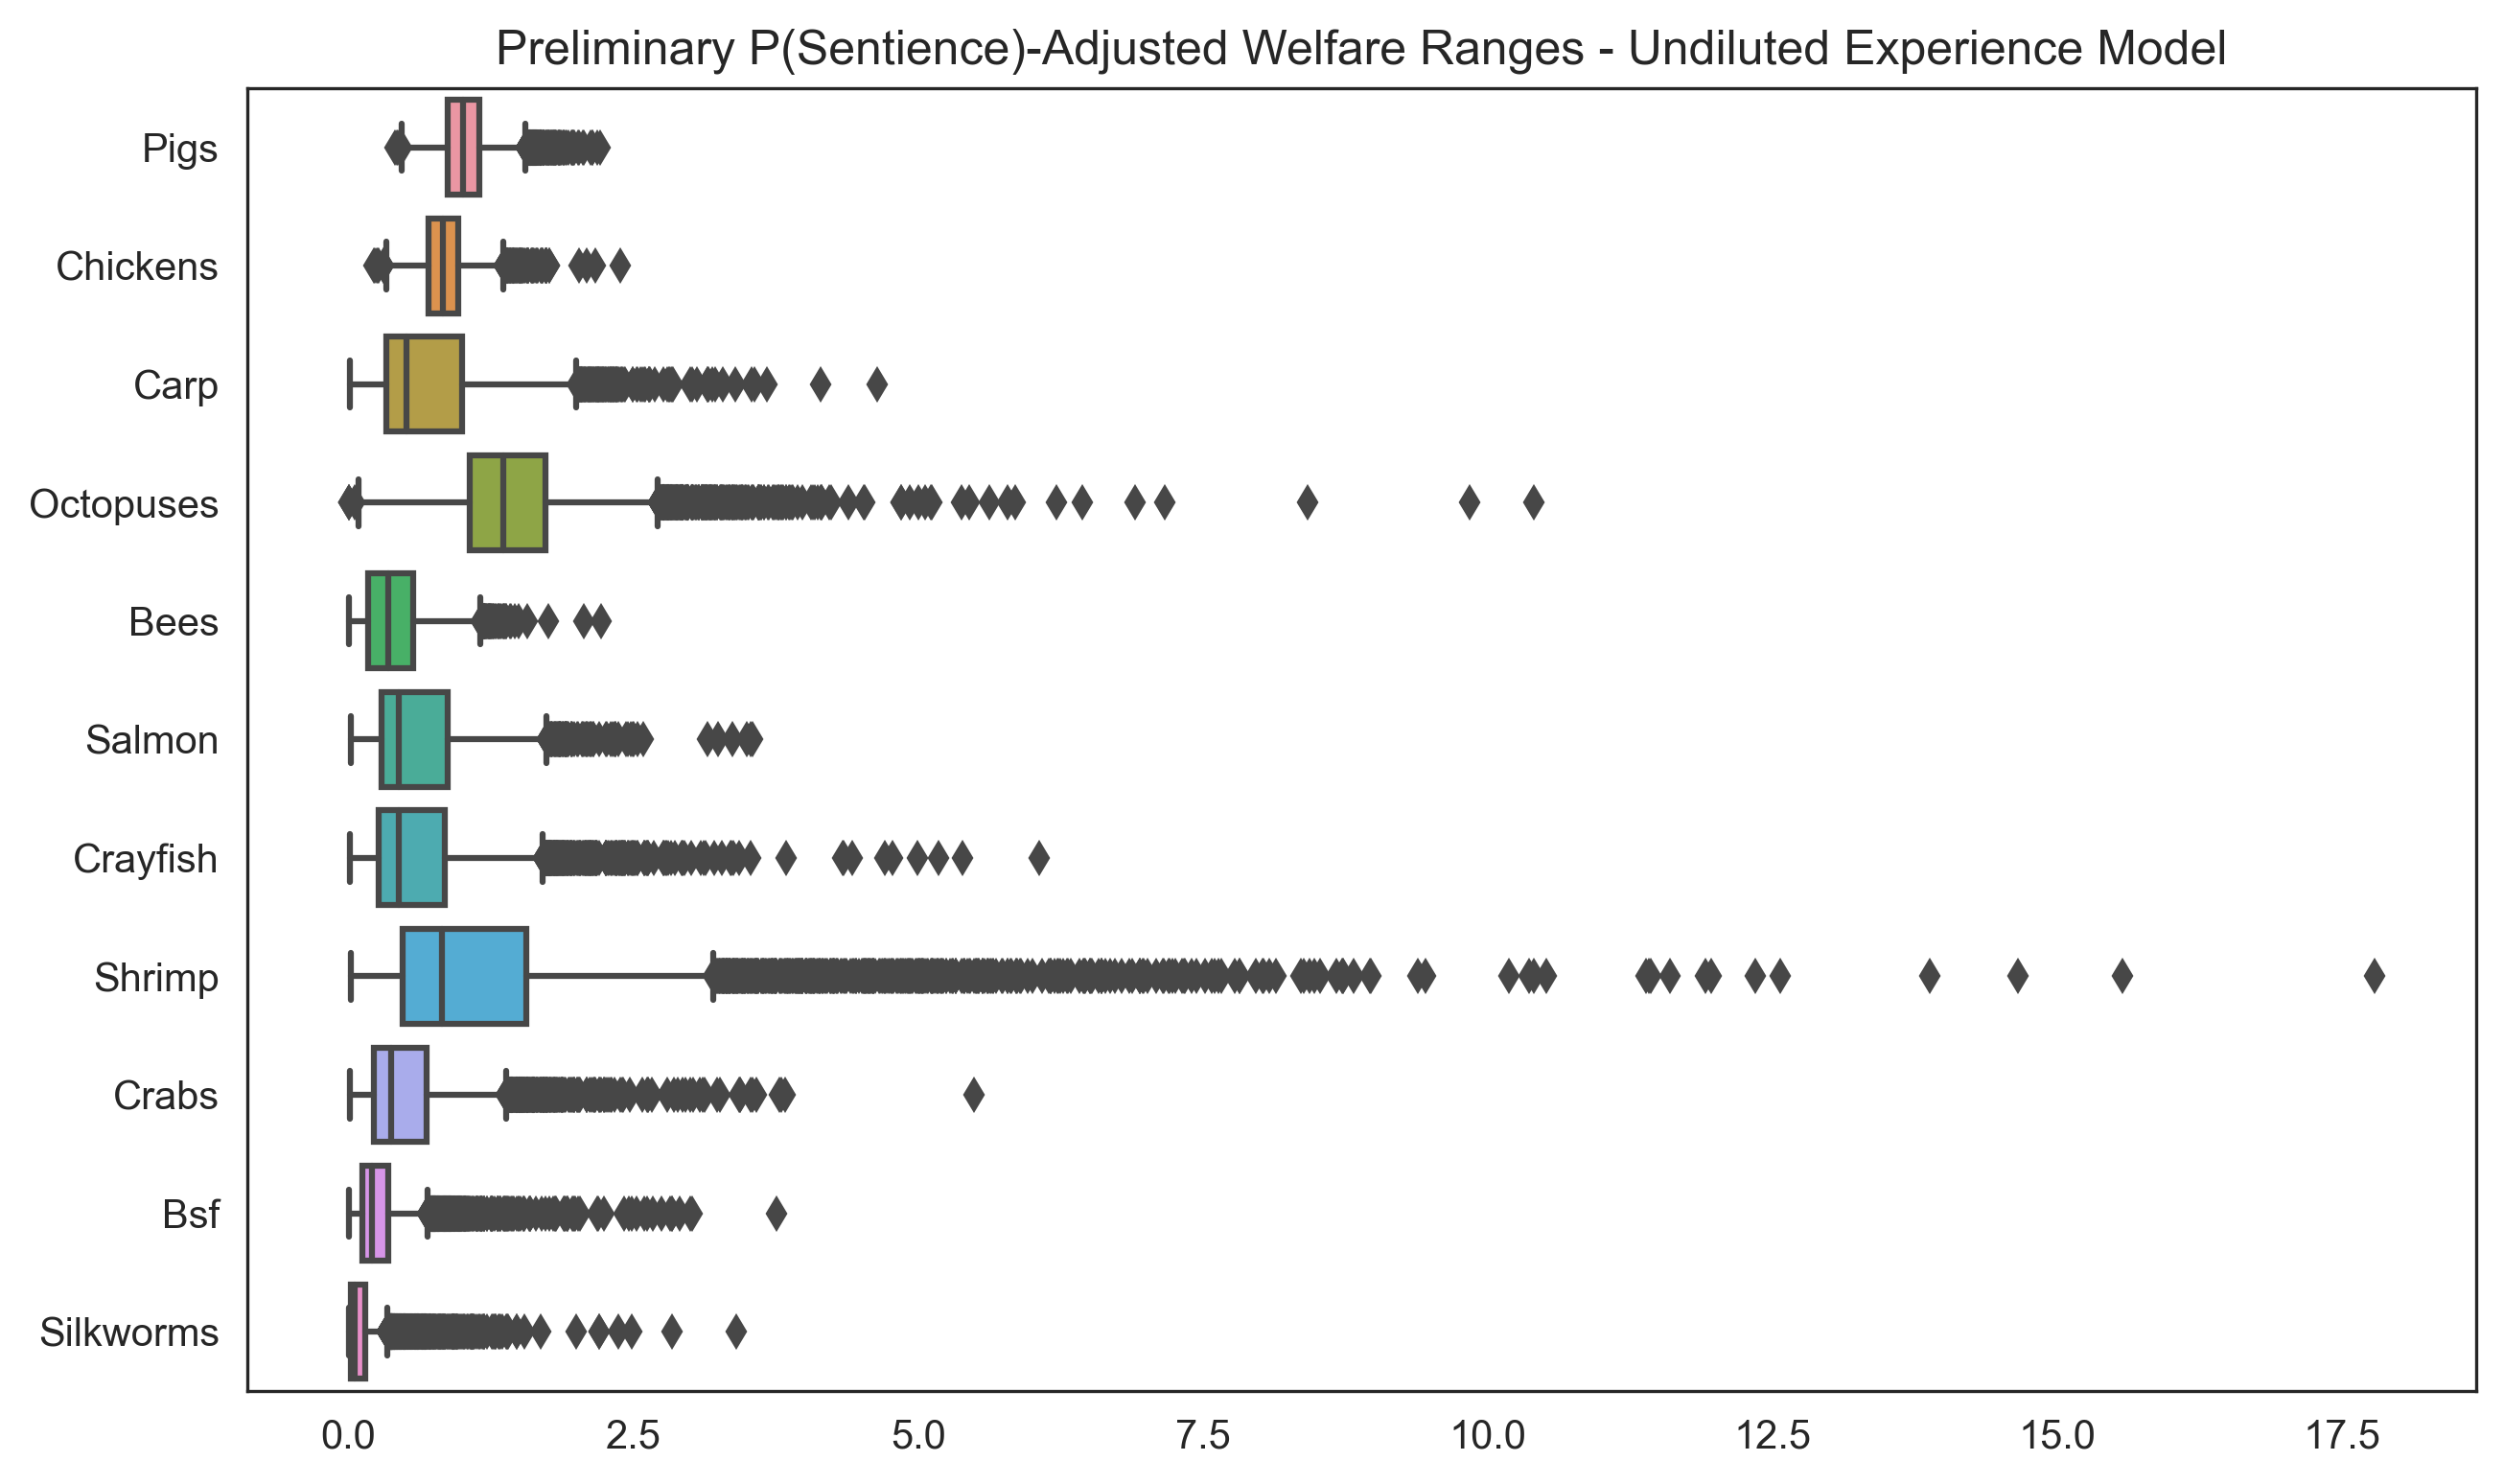 Preliminary P(Sentience)-Adjusted Welfare Ranges - Undiluted Experience Model
Pigs
Chickens
Carp
Octopuses
Bees
Salmon
Crayfish
Shrimp
Crabs
Bsf
Silkworms
0.0 2.5 5.0 7.5 10.0 12.5 15.0 17.5